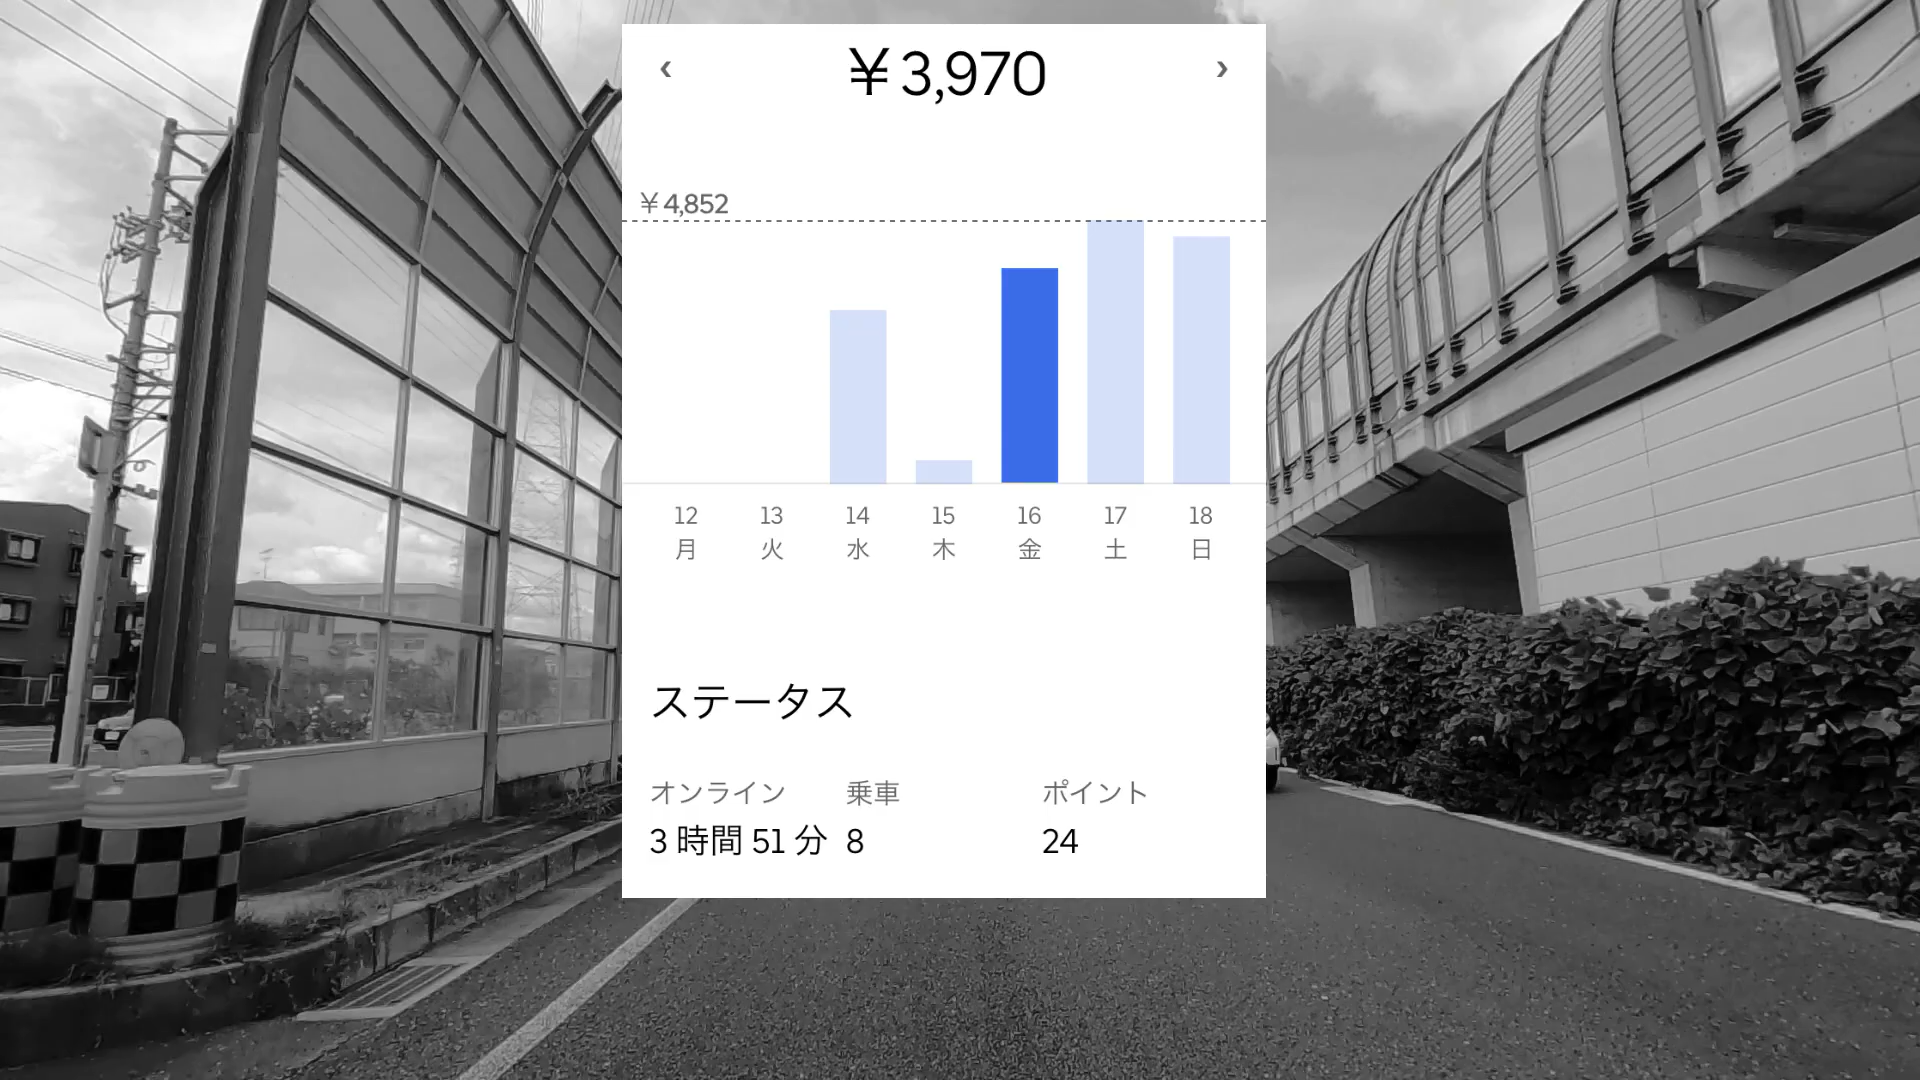 ‹ ￥3,970 ›
￥4,852
12 13 14 15 16 17 18
月 火 水 木 金 土 日
ステータス
オンライン 乗車 ポイント
3 時間 51 分 8 24